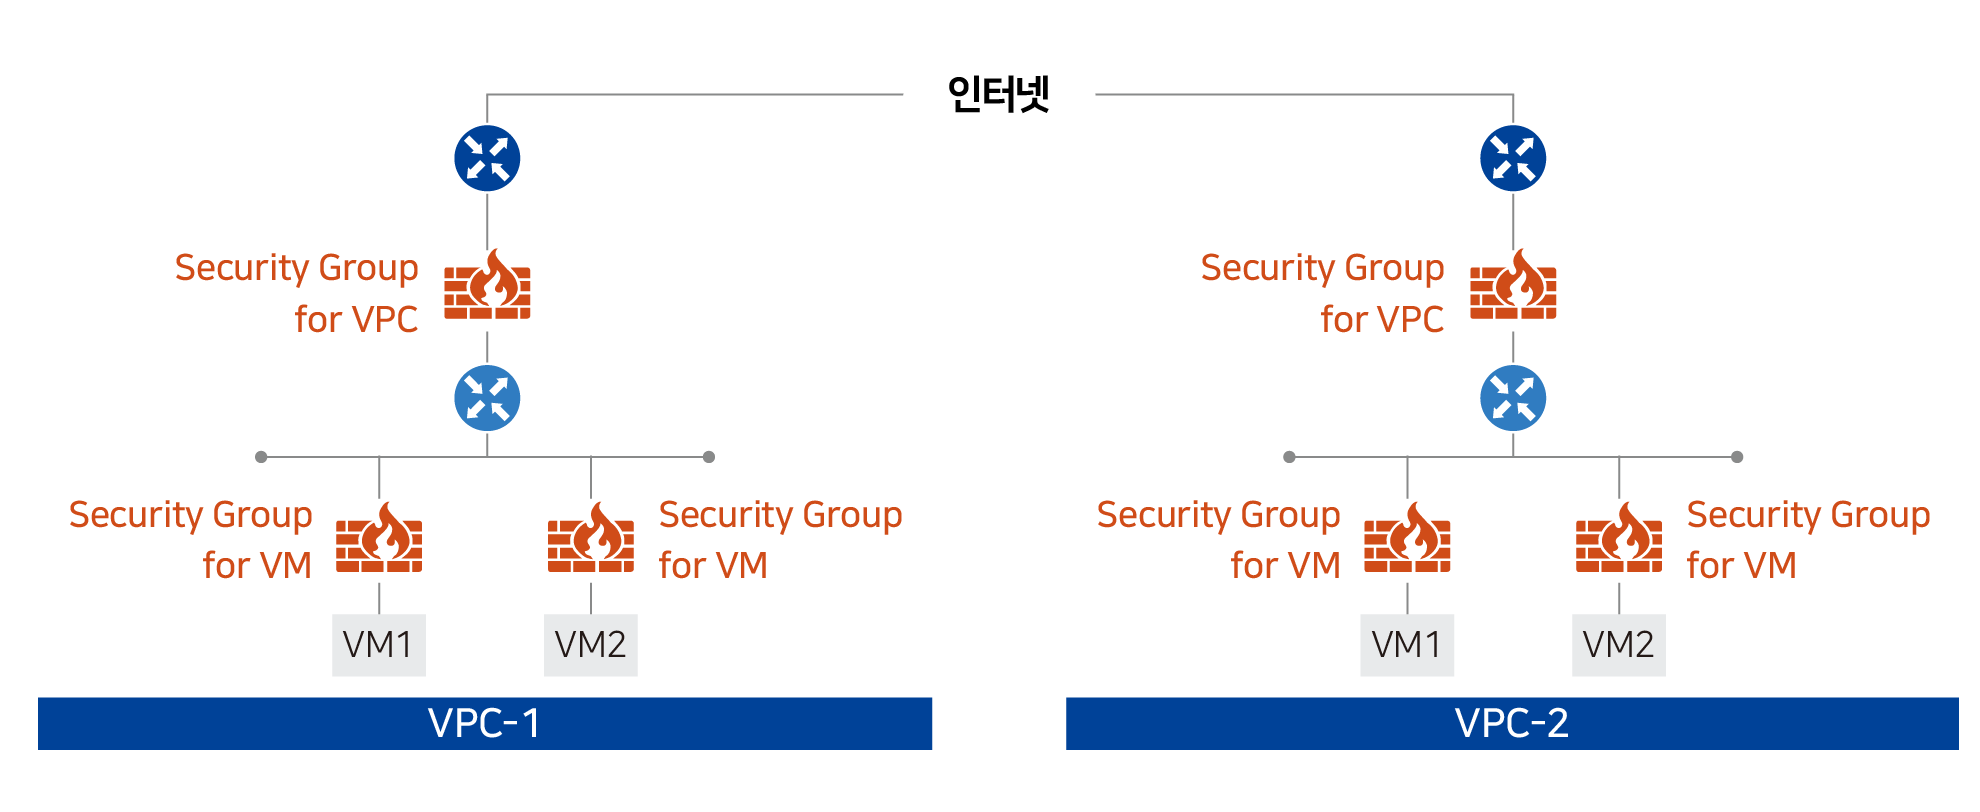 인터넷
Security Group
for VPC
Security Group
for VPC
Security Group
for VM
Security Group
for VM
Security Group
for VM
Security Group
for VM
VM1
VM2
VM1
VM2
VPC-1
VPC-2